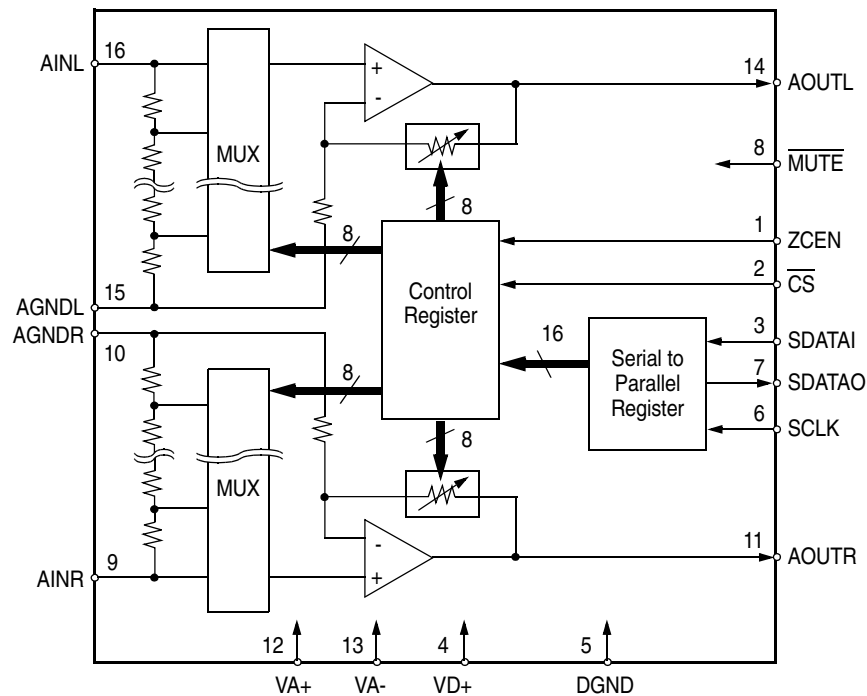 AINL
16
MUX
+
-
14
AOUTL
8
MUTE
8
8
1
ZCEN
2
CS
Control
Register
AGNDL
15
AGNDR
10
16
Serial to
Parallel
Register
3
SDATAI
7
SDATAO
6
SCLK
8
8
MUX
-
+
11
AOUTR
AINR
9
12
VA+
13
VA-
4
VD+
5
DGND